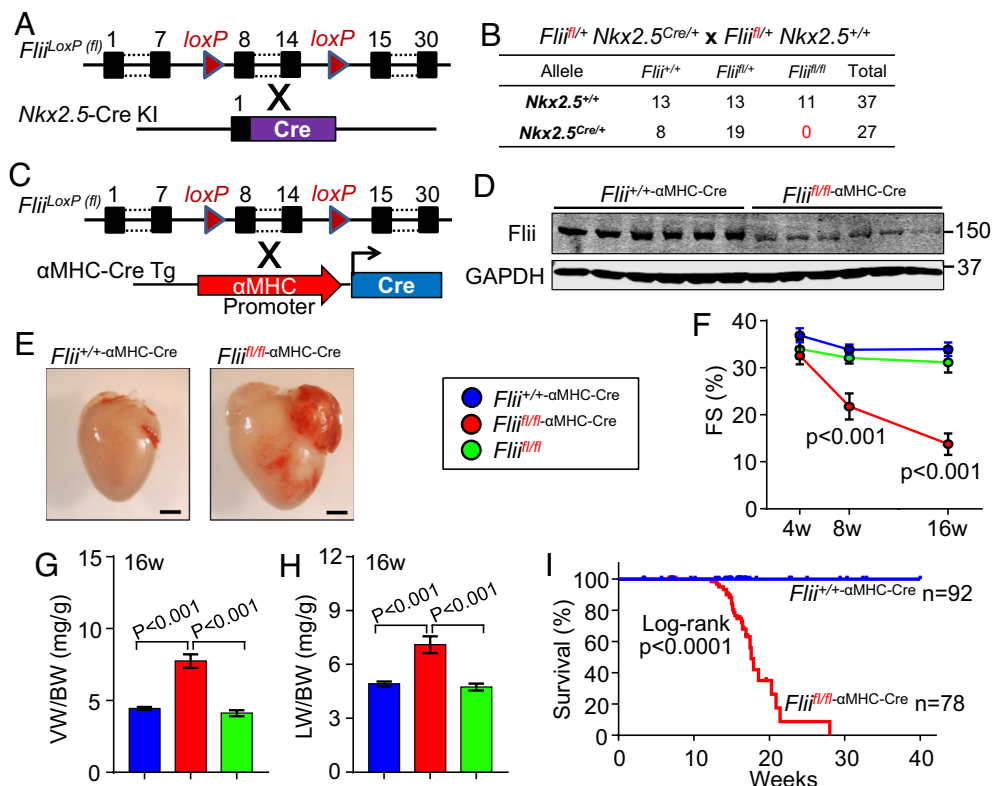 A
Flii^LoxP (fl)
1 7 loxP 8 14 loxP 15 30
X
Nkx2.5-Cre KI
1
Cre
B
Flii^fl/+ Nkx2.5^Cre/+ x Flii^fl/+ Nkx2.5^+/+
Allele Flii^+/+ Flii^fl/+ Flii^fl/fl Total
Nkx2.5^+/+ 13 13 11 37
Nkx2.5^Cre/+ 8 19 0 27
C
Flii^LoxP (fl)
1 7 loxP 8 14 loxP 15 30
X
αMHC-Cre Tg
αMHC
Promoter
Cre
D
Flii^+/+-αMHC-Cre Flii^fl/fl-αMHC-Cre
Flii 150
GAPDH 37
E
Flii^+/+-αMHC-Cre Flii^fl/fl-αMHC-Cre
Flii^+/+-αMHC-Cre
Flii^fl/fl-αMHC-Cre
Flii^fl/fl
F
FS (%)
40
30
20
10
0
p<0.001
p<0.001
4w 8w 16w
G
16w
VW/BW (mg/g)
15
10
5
0
P<0.001 P<0.001
H
16w
LW/BW (mg/g)
12
9
6
3
0
P<0.001 P<0.001
I
Survival (%)
100
80
60
40
20
0
Flii^+/+-αMHC-Cre n=92
Log-rank
p<0.0001
Flii^fl/fl-αMHC-Cre n=78
0 10 20 30 40
Weeks